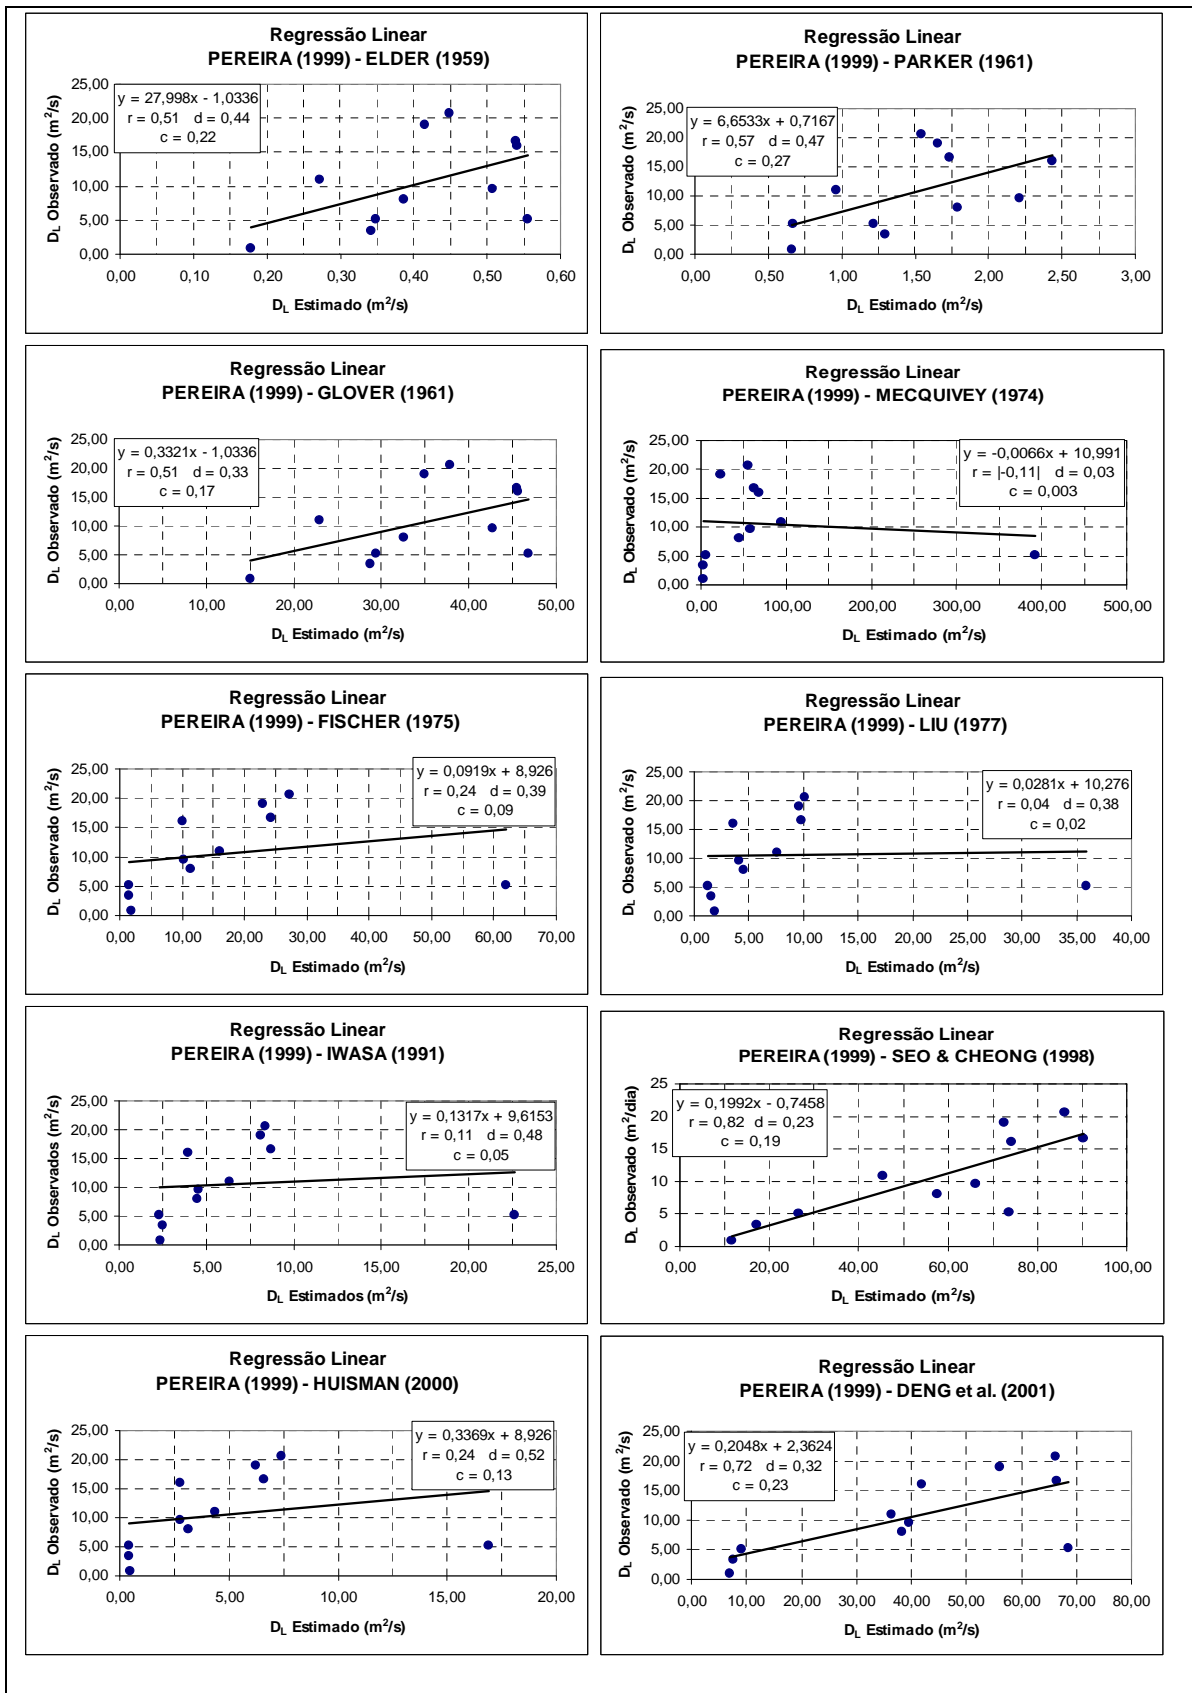 Regressão Linear
PEREIRA (1999) - ELDER (1959)
D_L Observado (m²/s)
25,00
20,00
15,00
10,00
5,00
0,00
y = 27,998x - 1,0336
r = 0,51 d = 0,44
c = 0,22
0,00 0,10 0,20 0,30 0,40 0,50 0,60
D_L Estimado (m²/s)
Regressão Linear
PEREIRA (1999) - PARKER (1961)
D_L Observado (m²/s)
25,00
20,00
15,00
10,00
5,00
0,00
y = 6,6533x + 0,7167
r = 0,57 d = 0,47
c = 0,27
0,00 0,50 1,00 1,50 2,00 2,50 3,00
D_L Estimado (m²/s)
Regressão Linear
PEREIRA (1999) - GLOVER (1961)
D_L Observado (m²/s)
25,00
20,00
15,00
10,00
5,00
0,00
y = 0,3321x - 1,0336
r = 0,51 d = 0,33
c = 0,17
0,00 10,00 20,00 30,00 40,00 50,00
D_L Estimado (m²/s)
Regressão Linear
PEREIRA (1999) - MECQUIVEY (1974)
D_L Observado (m²/s)
25,00
20,00
15,00
10,00
5,00
0,00
y = -0,0066x + 10,991
r = |-0,11| d = 0,03
c = 0,003
0,00 100,00 200,00 300,00 400,00 500,00
D_L Estimado (m²/s)
Regressão Linear
PEREIRA (1999) - FISCHER (1975)
D_L Observado (m²/s)
25,00
20,00
15,00
10,00
5,00
0,00
y = 0,0919x + 8,926
r = 0,24 d = 0,39
c = 0,09
0,00 10,00 20,00 30,00 40,00 50,00 60,00 70,00
D_L Estimado (m²/s)
Regressão Linear
PEREIRA (1999) - LIU (1977)
D_L Observado (m²/s)
25,00
20,00
15,00
10,00
5,00
0,00
y = 0,0281x + 10,276
r = 0,04 d = 0,38
c = 0,02
0,00 5,00 10,00 15,00 20,00 25,00 30,00 35,00 40,00
D_L Estimado (m²/s)
Regressão Linear
PEREIRA (1999) - IWASA (1991)
D_L Observados (m²/s)
25,00
20,00
15,00
10,00
5,00
0,00
y = 0,1317x + 9,6153
r = 0,11 d = 0,48
c = 0,05
0,00 5,00 10,00 15,00 20,00 25,00
D_L Estimados (m²/s)
Regressão Linear
PEREIRA (1999) - SEO & CHEONG (1998)
D_L Observado (m²/dia)
25
20
15
10
5
0
y = 0,1992x - 0,7458
r = 0,82 d = 0,23
c = 0,19
0,00 20,00 40,00 60,00 80,00 100,00
D_L Estimado (m²/s)
Regressão Linear
PEREIRA (1999) - HUISMAN (2000)
D_L Observado (m²/s)
25,00
20,00
15,00
10,00
5,00
0,00
y = 0,3369x + 8,926
r = 0,24 d = 0,52
c = 0,13
0,00 5,00 10,00 15,00 20,00
D_L Estimado (m²/s)
Regressão Linear
PEREIRA (1999) - DENG et al. (2001)
D_L Observado (m²/s)
25,00
20,00
15,00
10,00
5,00
0,00
y = 0,2048x + 2,3624
r = 0,72 d = 0,32
c = 0,23
0,00 10,00 20,00 30,00 40,00 50,00 60,00 70,00 80,00
D_L Estimado (m²/s)